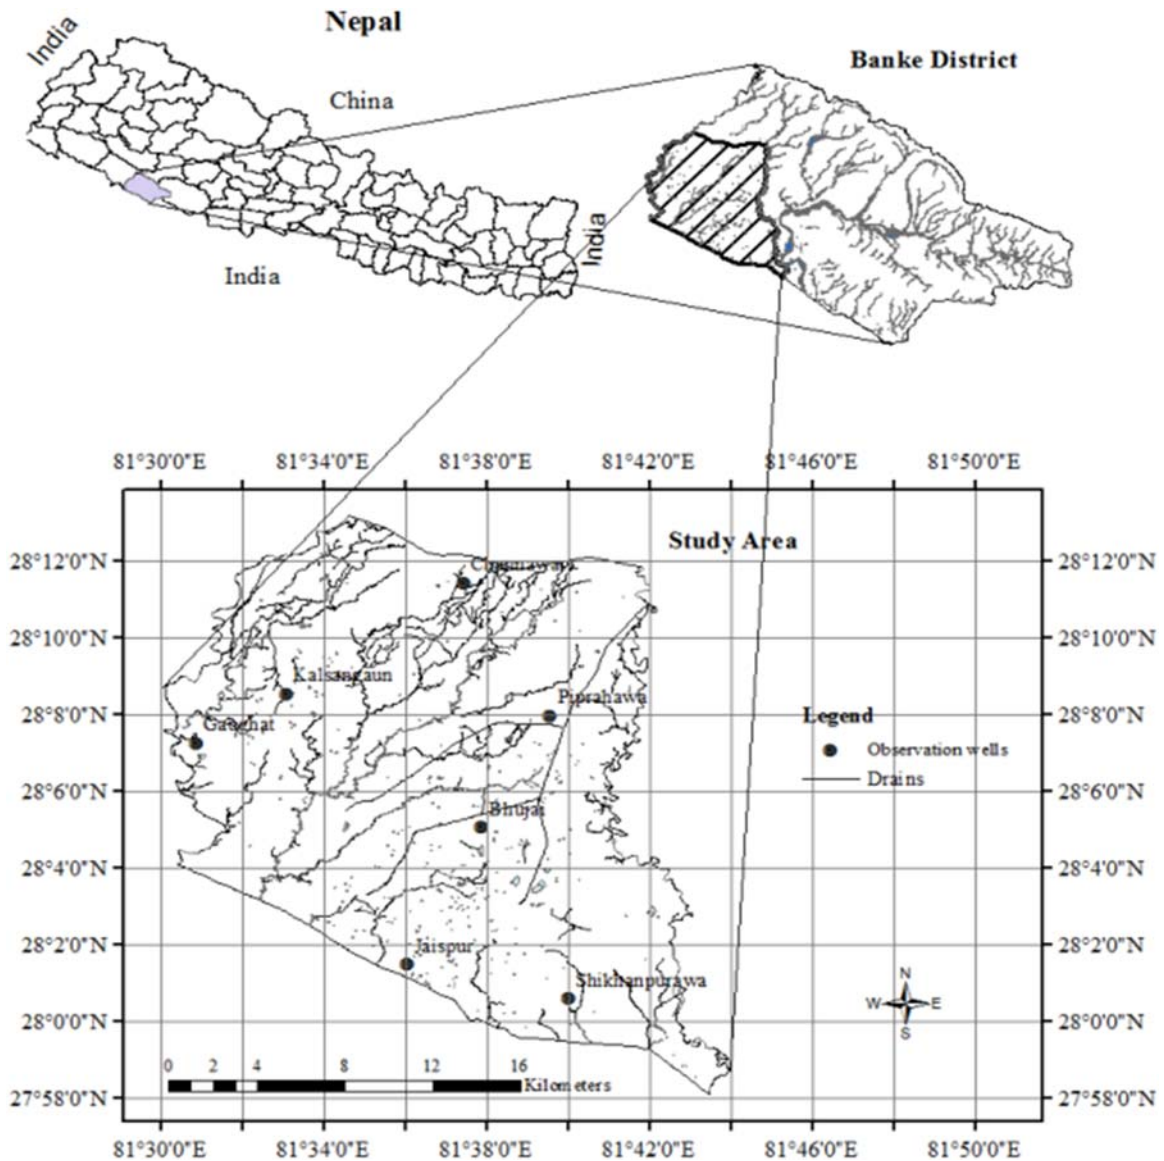 Nepal
India
Banke District
China
India
India
81°30'0"E 81°34'0"E 81°38'0"E 81°42'0"E 81°46'0"E 81°50'0"E
Study Area
28°12'0"N 28°12'0"N
28°10'0"N 28°10'0"N
Kalsangaun
Piprahawa
28°8'0"N 28°8'0"N
Legend
Observation wells
Drains
28°6'0"N 28°6'0"N
Bhujai
28°4'0"N 28°4'0"N
28°2'0"N 28°2'0"N
Jaispur
Shikhanpurawa
N
W E
S
28°0'0"N 28°0'0"N
0 2 4 8 12 16
Kilometers
27°58'0"N 27°58'0"N
81°30'0"E 81°34'0"E 81°38'0"E 81°42'0"E 81°46'0"E 81°50'0"E